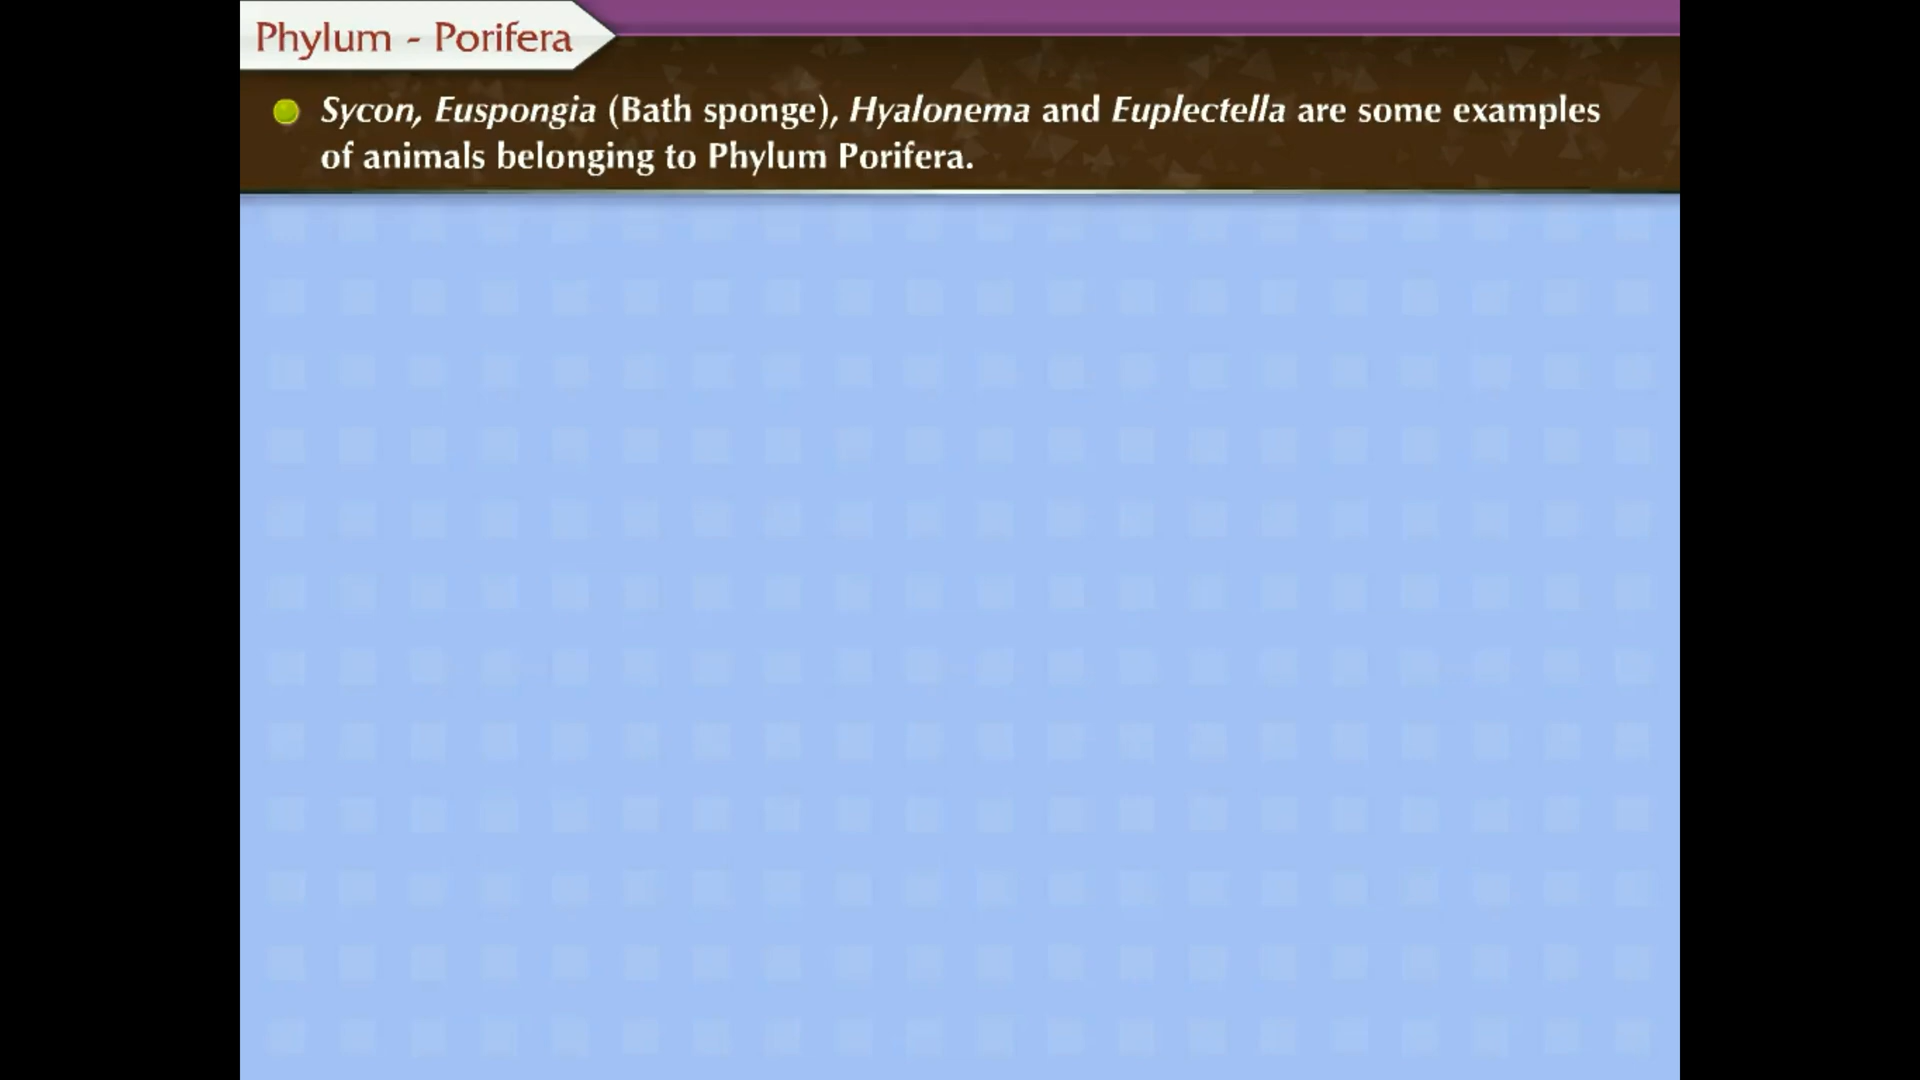 Phylum - Porifera
Sycon, Euspongia (Bath sponge), Hyalonema and Euplectella are some examples
of animals belonging to Phylum Porifera.